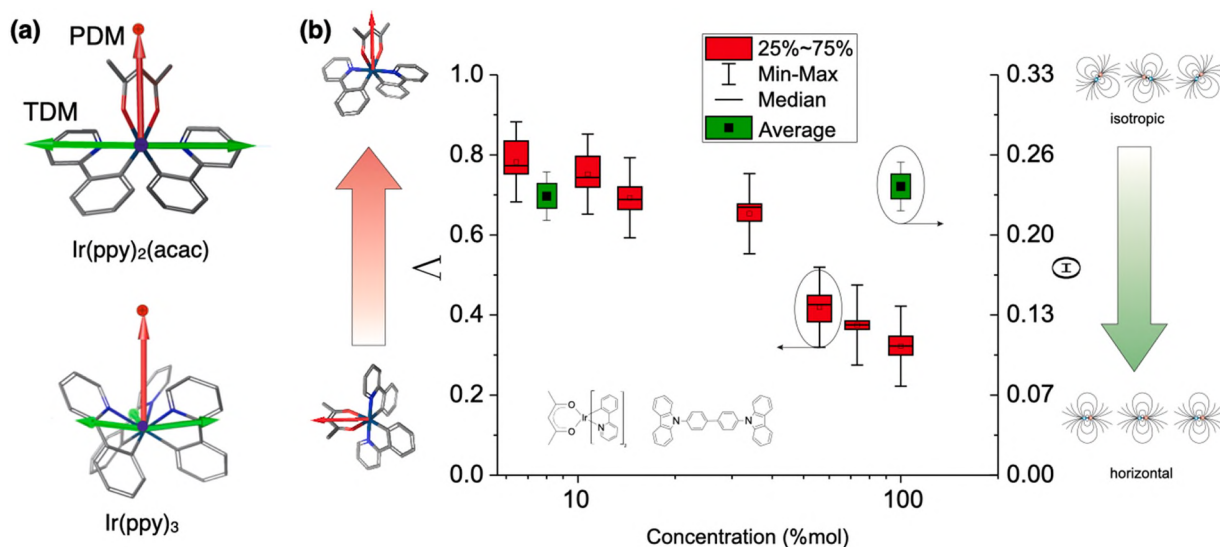 (a)
PDM
TDM
Ir(ppy)₂(acac)
Ir(ppy)₃
(b)
25%~75%
Min-Max
Median
Average
1.0
0.8
0.6
0.4
0.2
0.0
Λ
10
100
Concentration (%mol)
0.33
0.26
0.20
0.13
0.07
0.00
Θ
O
Ir
O
N
N
N
isotropic
horizontal